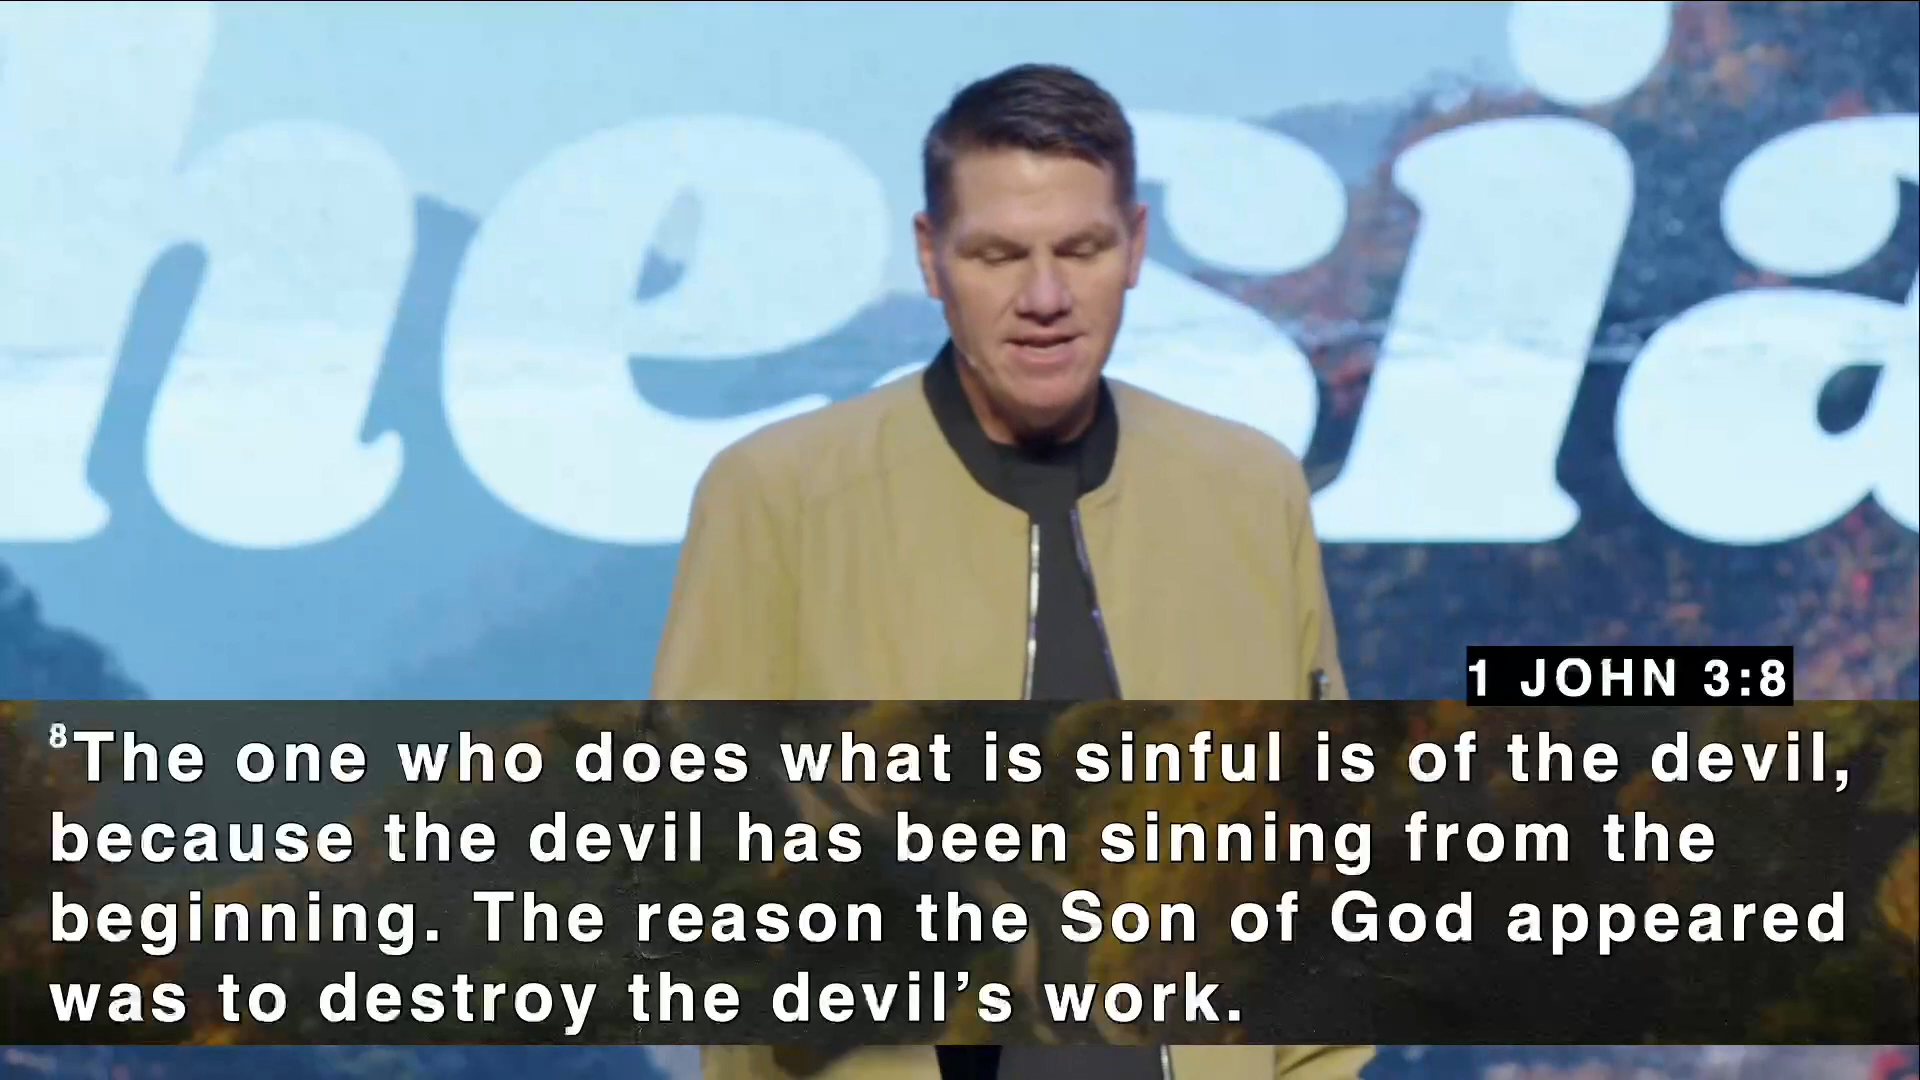 hesia
1 JOHN 3:8
8The one who does what is sinful is of the devil,
because the devil has been sinning from the
beginning. The reason the Son of God appeared
was to destroy the devil’s work.